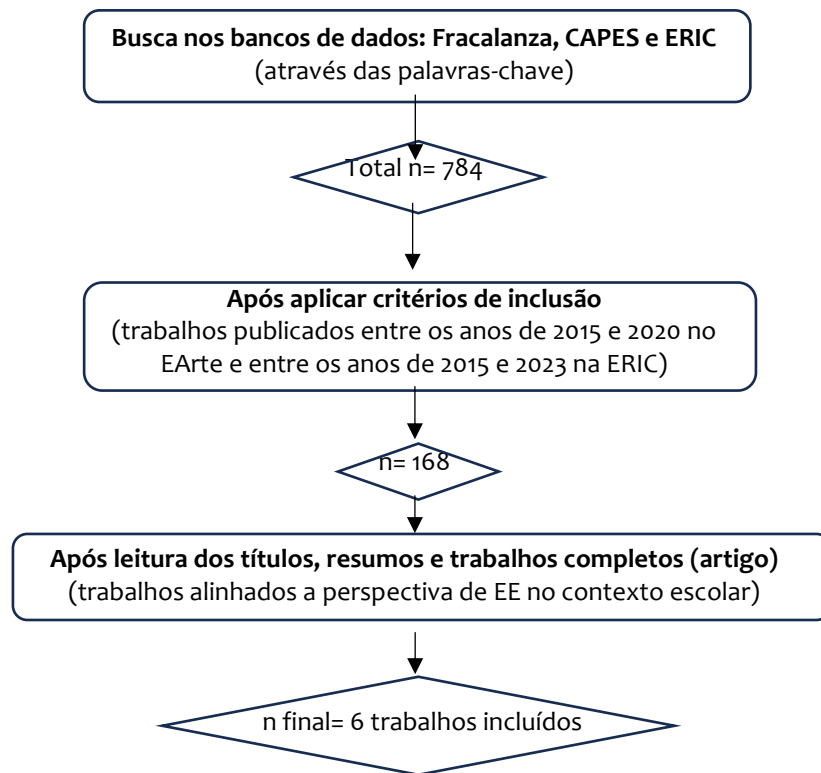 Busca nos bancos de dados: Fracalanza, CAPES e ERIC
(através das palavras-chave)
Total n= 784
Após aplicar critérios de inclusão
(trabalhos publicados entre os anos de 2015 e 2020 no
EArte e entre os anos de 2015 e 2023 na ERIC)
n= 168
Após leitura dos títulos, resumos e trabalhos completos (artigo)
(trabalhos alinhados a perspectiva de EE no contexto escolar)
n final= 6 trabalhos incluídos